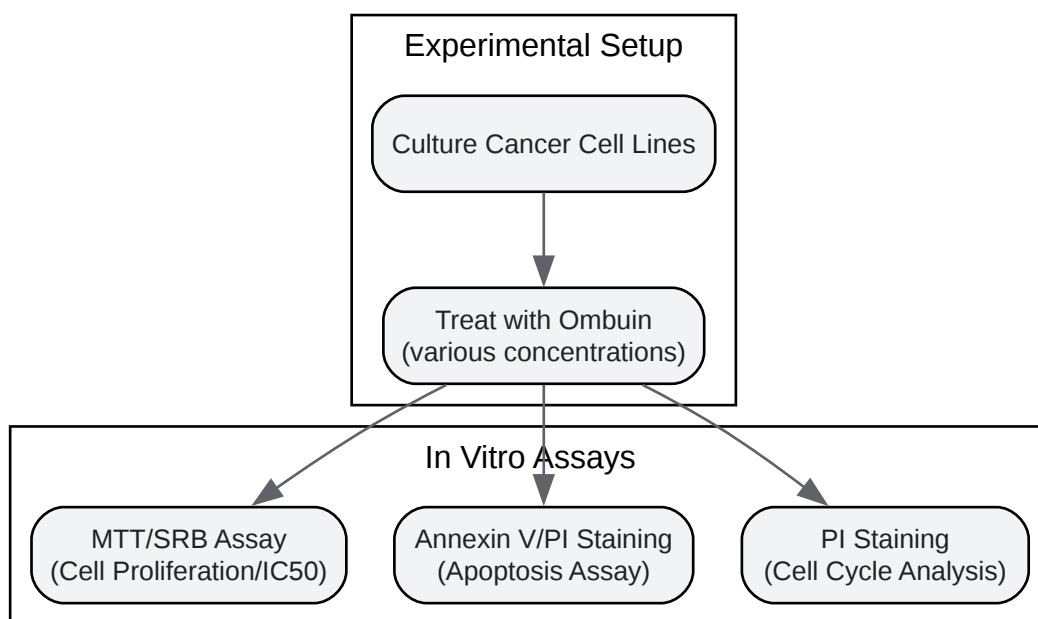 Experimental Setup
Culture Cancer Cell Lines
Treat with Ombuin
(various concentrations)
In Vitro Assays
MTT/SRB Assay
(Cell Proliferation/IC50)
Annexin V/PI Staining
(Apoptosis Assay)
PI Staining
(Cell Cycle Analysis)